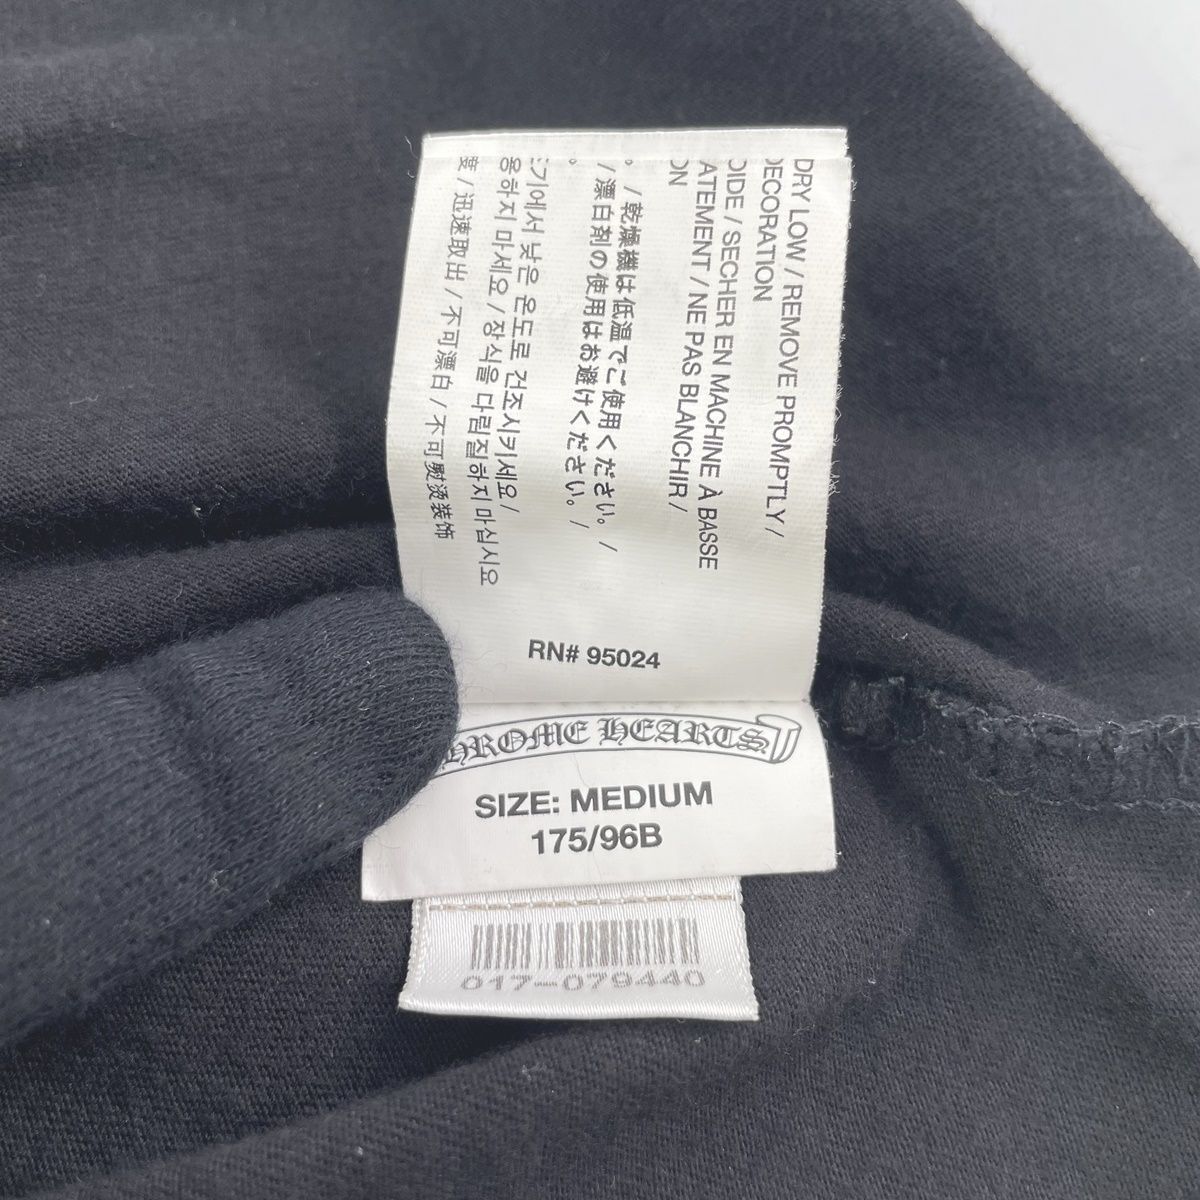 DRY LOW / REMOVE PROMPTLY /
DECORATION
OIDE / SECHER EN MACHINE À BASSE
ATEMENT / NE PAS BLANCHIR /
ON
。/ 乾燥機は低温でご使用ください。/
/ 漂白剤の使用はお避けください。/
。
기에서 낮은 온도로 건조시키세요 /
용하지 마세요 / 장식을 다림질하지 마십시오
度 / 迅速取出 / 不可漂白 / 不可熨烫装饰
RN# 95024
CHROME HEARTS
SIZE: MEDIUM
175/96B
017-079440